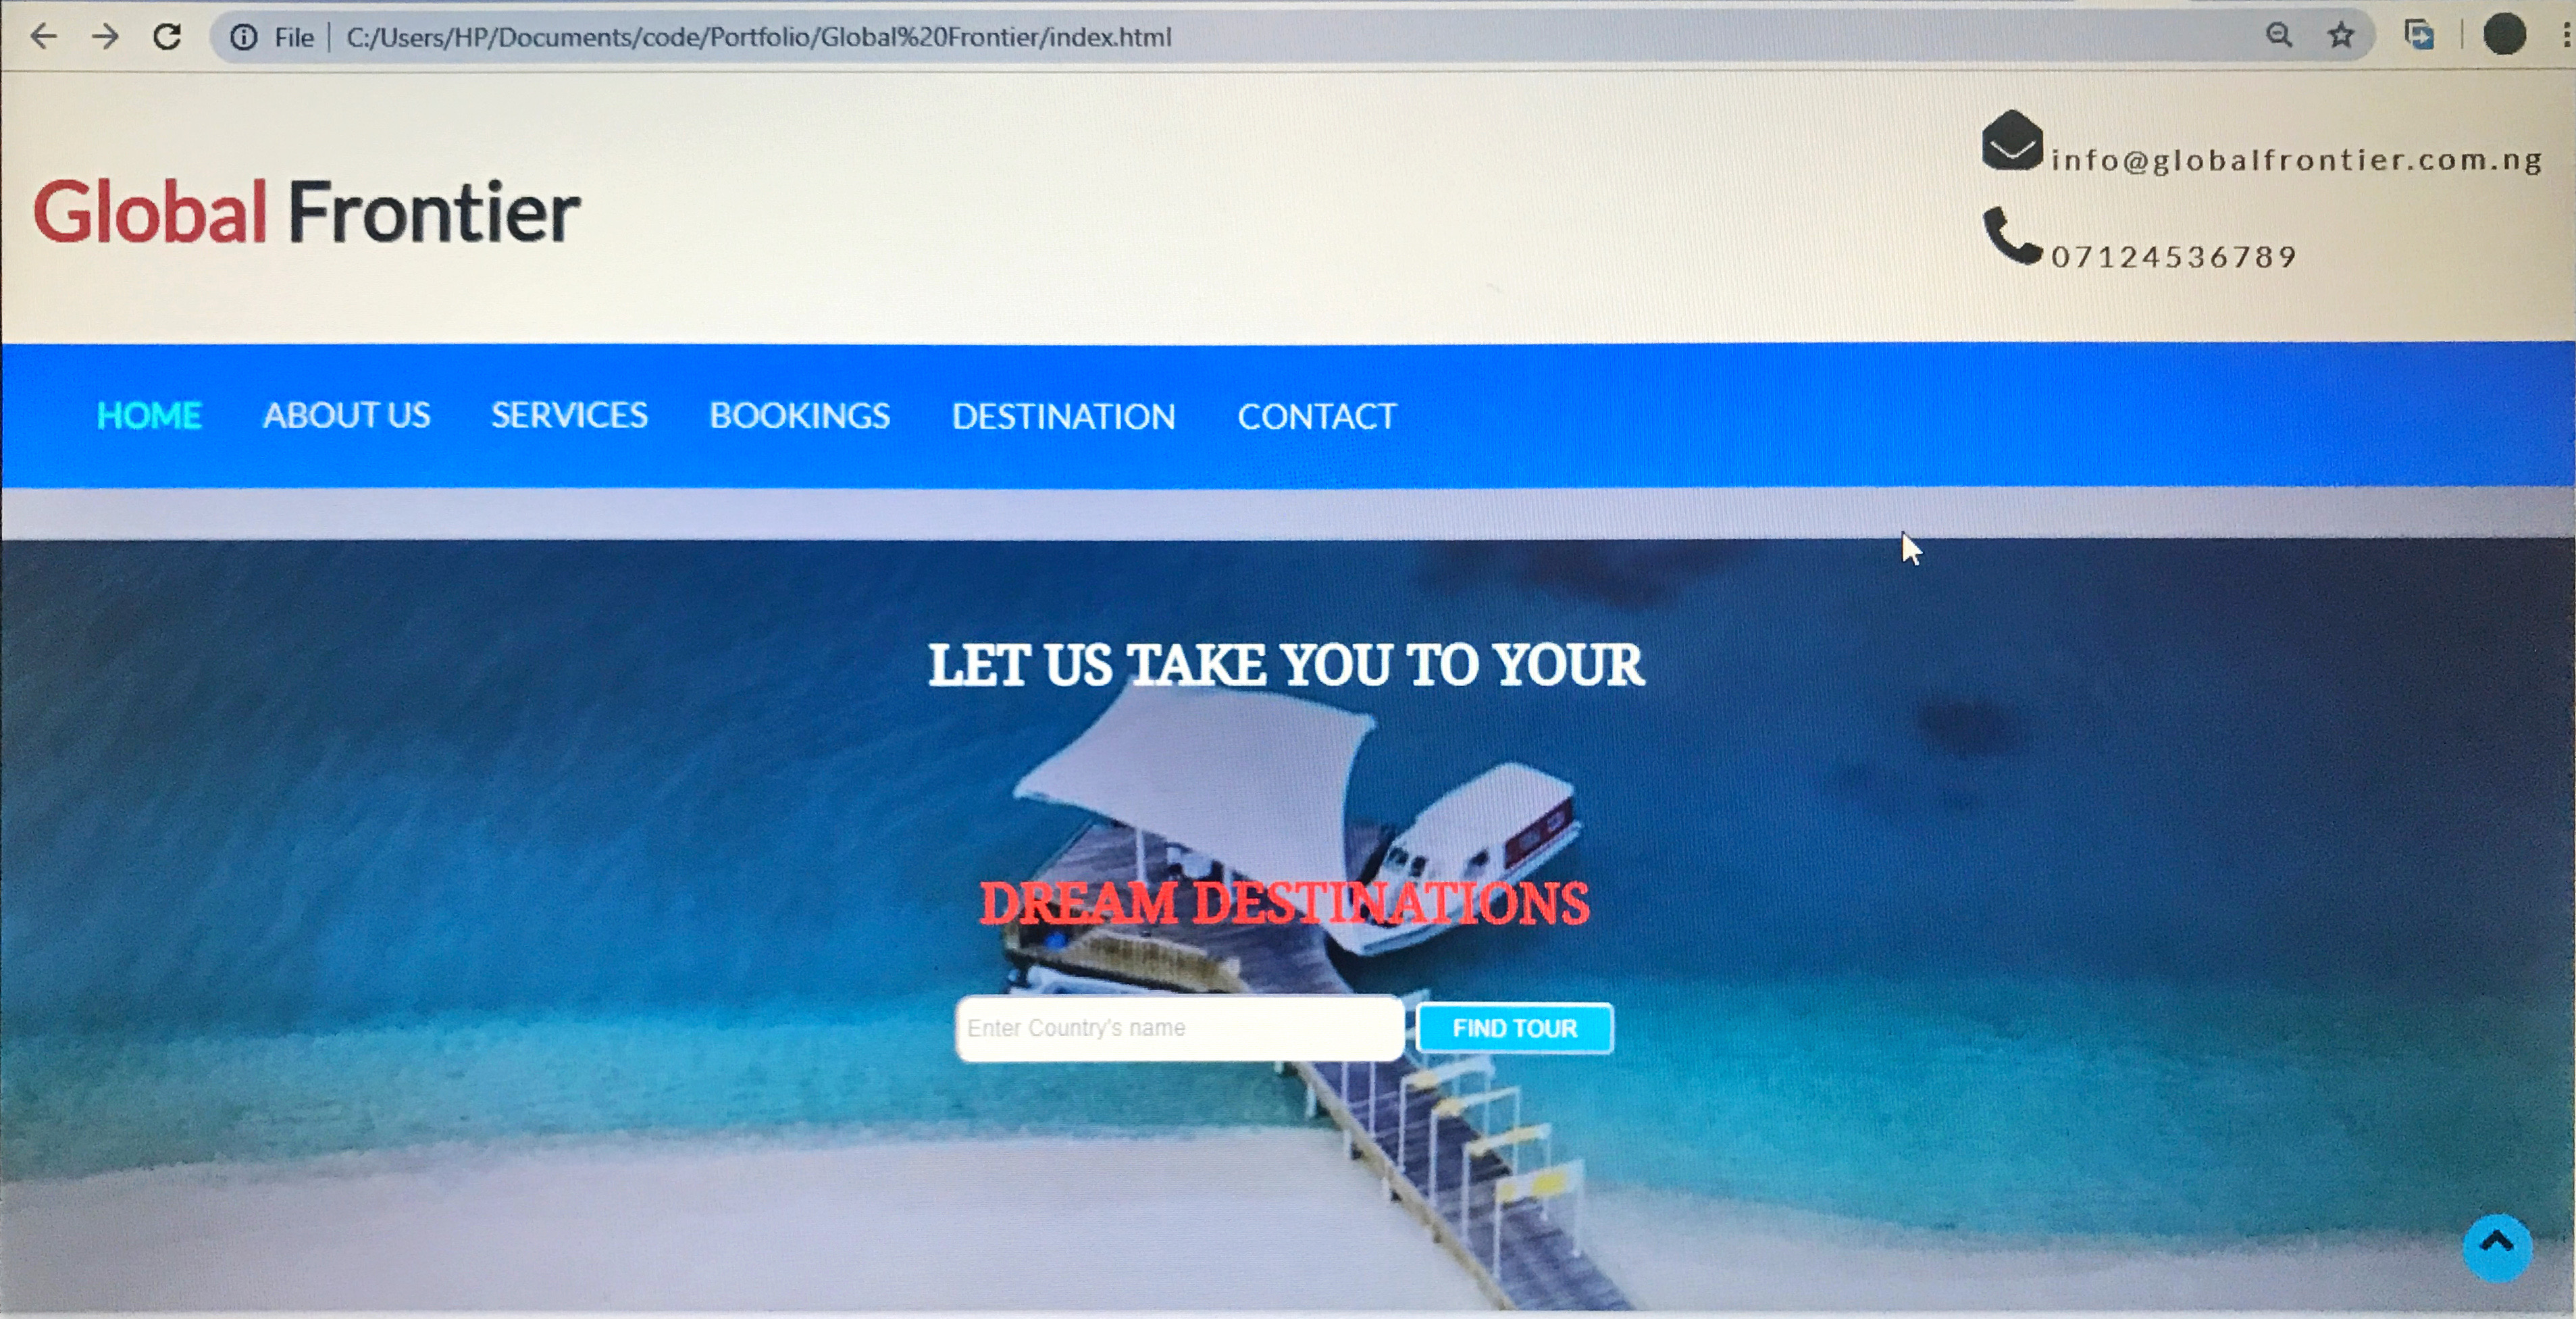 File | C:/Users/HP/Documents/code/Portfolio/Global%20Frontier/index.html
Global Frontier
info@globalfrontier.com.ng
07124536789
HOME ABOUT US SERVICES BOOKINGS DESTINATION CONTACT
LET US TAKE YOU TO YOUR
DREAM DESTINATIONS
Enter Country's name FIND TOUR